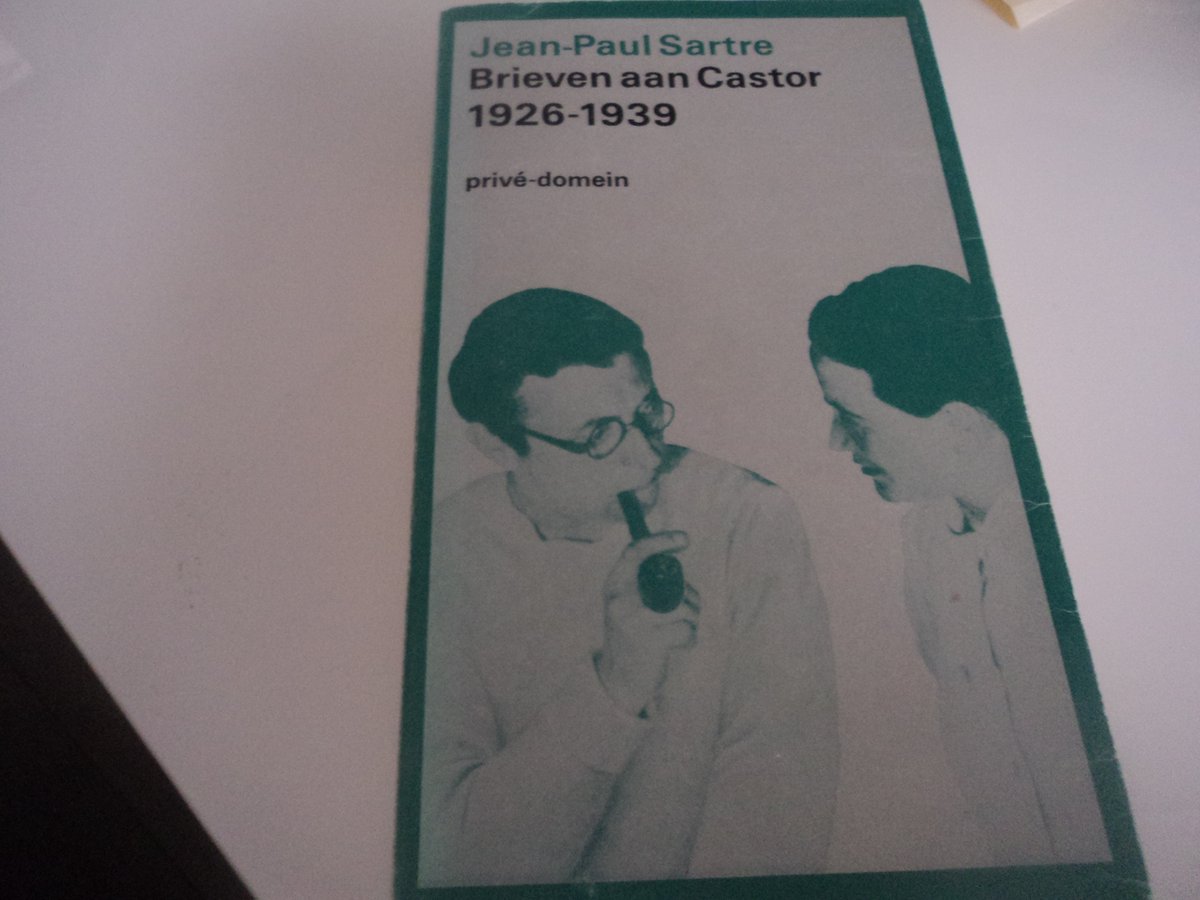 Jean-Paul Sartre
Brieven aan Castor
1926-1939
privé-domein